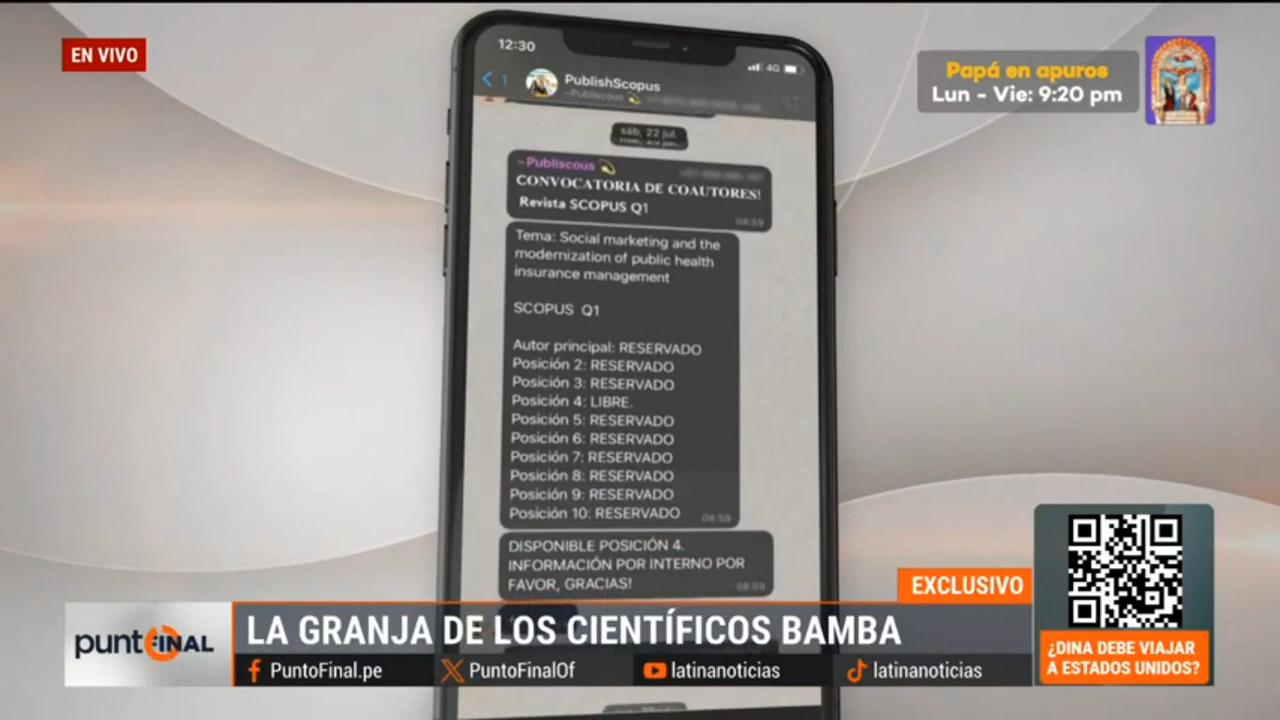 EN VIVO
Papá en apuros
Lun - Vie: 9:20 pm
12:30
4G
1
PublishScopus
~Publiscous
sáb, 22 jul.
~Publiscous
CONVOCATORIA DE COAUTORES!
Revista SCOPUS Q1
08:59
Tema: Social marketing and the
modernization of public health
insurance management
SCOPUS Q1
Autor principal: RESERVADO
Posición 2: RESERVADO
Posición 3: RESERVADO
Posición 4: LIBRE.
Posición 5: RESERVADO
Posición 6: RESERVADO
Posición 7: RESERVADO
Posición 8: RESERVADO
Posición 9: RESERVADO
Posición 10: RESERVADO
08:59
DISPONIBLE POSICIÓN 4.
INFORMACIÓN POR INTERNO POR
FAVOR, GRACIAS!
08:59
EXCLUSIVO
punto FINAL
LA GRANJA DE LOS CIENTÍFICOS BAMBA
PuntoFinal.pe
PuntoFinalOf
latinanoticias
latinanoticias
¿DINA DEBE VIAJAR
A ESTADOS UNIDOS?